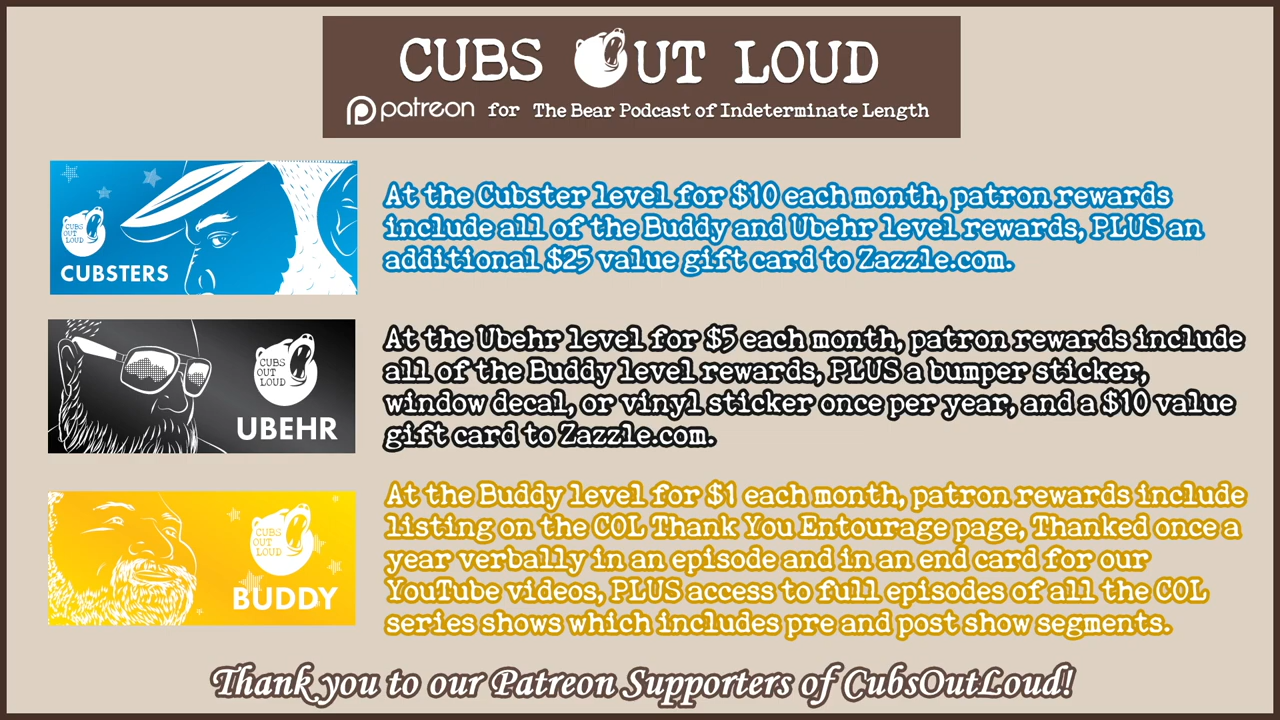 CUBS OUT LOUD
patreon for The Bear Podcast of Indeterminate Length
CUBS
OUT
LOUD
CUBSTERS
At the Cubster level for $10 each month, patron rewards
include all of the Buddy and Ubehr level rewards, PLUS an
additional $25 value gift card to Zazzle.com.
CUBS
OUT
LOUD
UBEHR
At the Ubehr level for $5 each month, patron rewards include
all of the Buddy level rewards, PLUS a bumper sticker,
window decal, or vinyl sticker once per year, and a $10 value
gift card to Zazzle.com.
CUBS
OUT
LOUD
BUDDY
At the Buddy level for $1 each month, patron rewards include
listing on the COL Thank You Entourage page, Thanked once a
year verbally in an episode and in an end card for our
YouTube videos, PLUS access to full episodes of all the COL
series shows which includes pre and post show segments.
Thank you to our Patreon Supporters of CubsOutLoud!